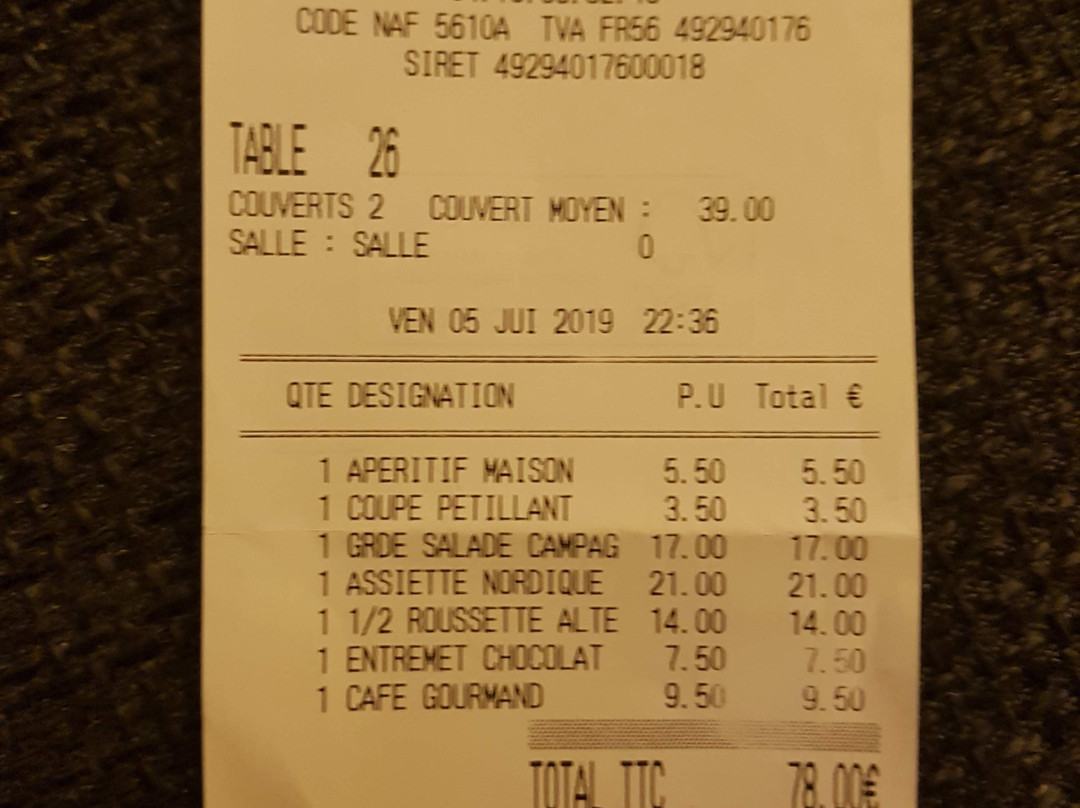 CODE NAF 5610A TVA FR56 492940176
SIRET 49294017600018
TABLE 26
COUVERTS 2 COUVERT MOYEN : 39.00
SALLE : SALLE 0
VEN 05 JUI 2019 22:36
QTE DESIGNATION P.U Total €
1 APERITIF MAISON 5.50 5.50
1 COUPE PETILLANT 3.50 3.50
1 GRDE SALADE CAMPAG 17.00 17.00
1 ASSIETTE NORDIQUE 21.00 21.00
1 1/2 ROUSSETTE ALTE 14.00 14.00
1 ENTREMET CHOCOLAT 7.50 7.50
1 CAFE GOURMAND 9.50 9.50
TOTAL TTC 78.00€